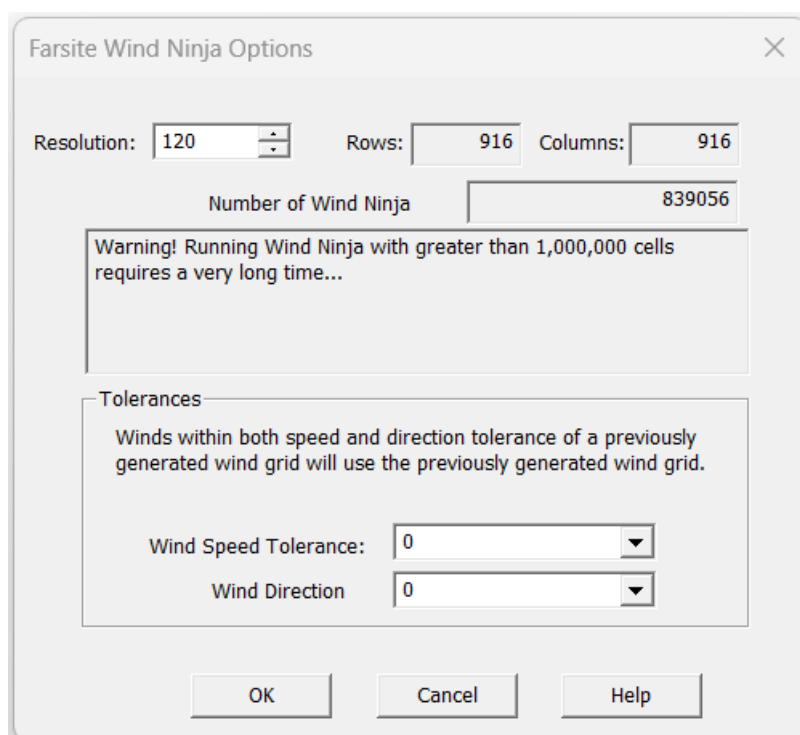 Farsite Wind Ninja Options
Resolution: 120 Rows: 916 Columns: 916
Number of Wind Ninja 839056
Warning! Running Wind Ninja with greater than 1,000,000 cells
requires a very long time...
Tolerances
Winds within both speed and direction tolerance of a previously
generated wind grid will use the previously generated wind grid.
Wind Speed Tolerance: 0
Wind Direction 0
OK Cancel Help